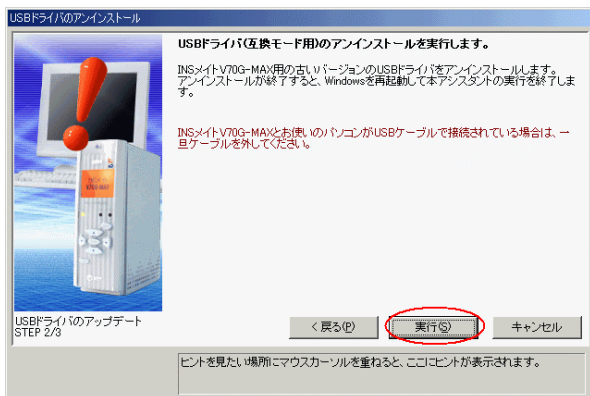 USBドライバのアンインストール
USBドライバ(互換モード用)のアンインストールを実行します。
INSメイトV70G-MAX用の古いバージョンのUSBドライバをアンインストールします。
アンインストールが終了すると、Windowsを再起動して本アシスタントの実行を終了しま
す。
INSメイトV70G-MAXとお使いのパソコンがUSBケーブルで接続されている場合は、一
旦ケーブルを外してください。
USBドライバのアップデート
STEP 2/3
< 戻る(P)
実行(S)
キャンセル
ヒントを見たい場所にマウスカーソルを重ねると、ここにヒントが表示されます。